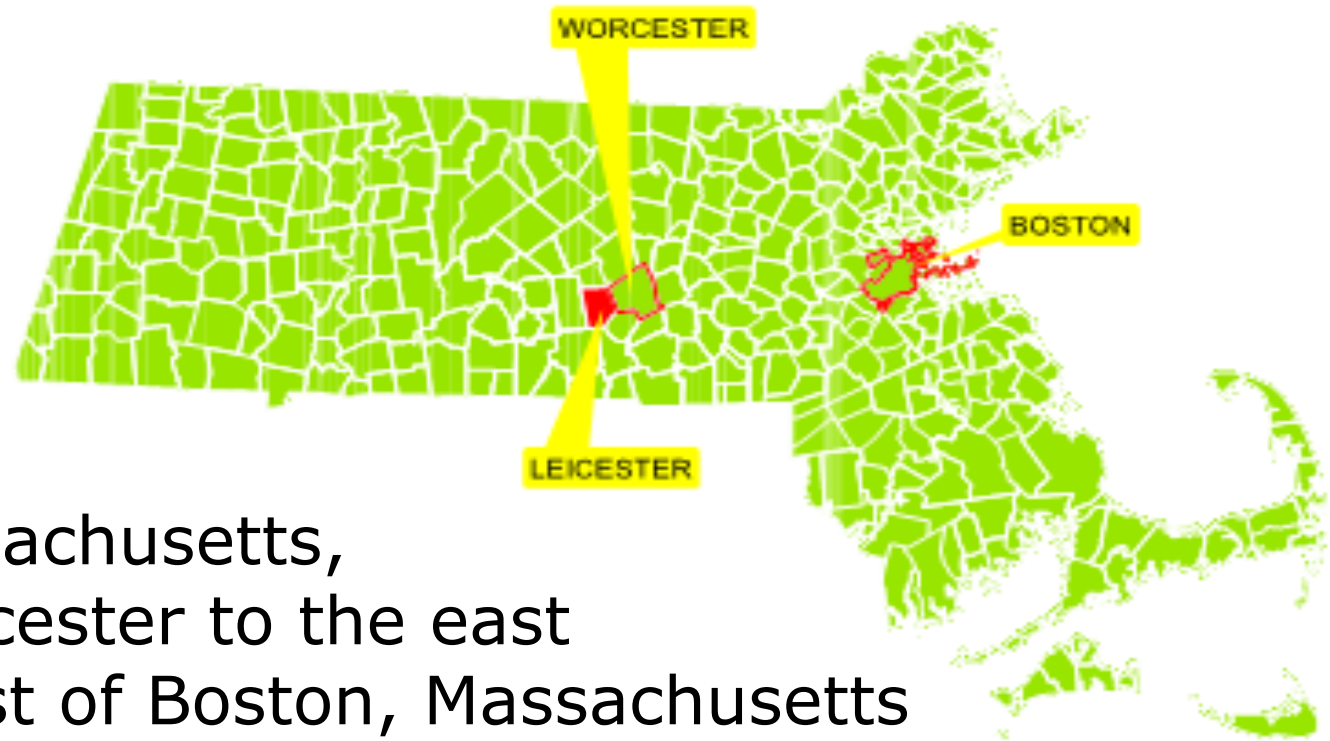 WORCESTER
BOSTON
LEICESTER
achusetts,
cester to the east
st of Boston, Massachusetts